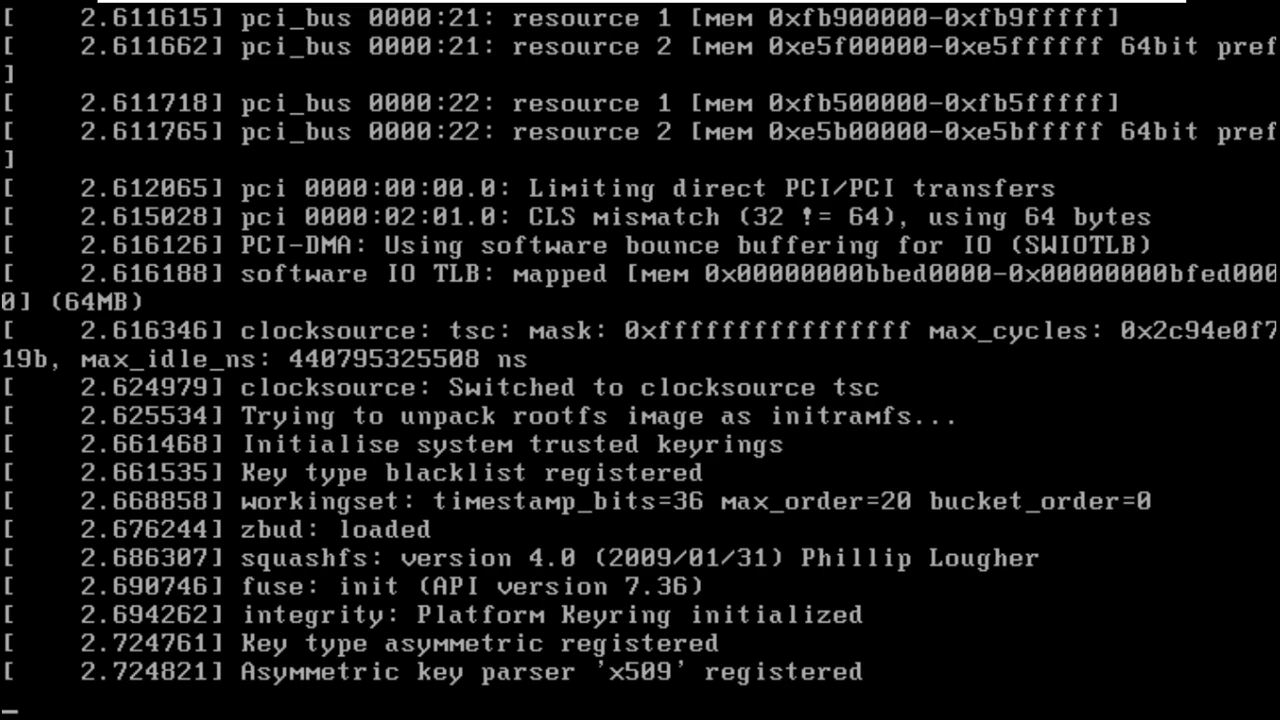 [    2.611615] pci_bus 0000:21: resource 1 [mem 0xfb900000-0xfb9fffff]
[    2.611662] pci_bus 0000:21: resource 2 [mem 0xe5f00000-0xe5ffffff 64bit pref
]
[    2.611718] pci_bus 0000:22: resource 1 [mem 0xfb500000-0xfb5fffff]
[    2.611765] pci_bus 0000:22: resource 2 [mem 0xe5b00000-0xe5bfffff 64bit pref
]
[    2.612065] pci 0000:00:00.0: Limiting direct PCI/PCI transfers
[    2.615028] pci 0000:02:01.0: CLS mismatch (32 != 64), using 64 bytes
[    2.616126] PCI-DMA: Using software bounce buffering for IO (SWIOTLB)
[    2.616188] software IO TLB: mapped [mem 0x00000000bbed0000-0x00000000bfed000
0] (64MB)
[    2.616346] clocksource: tsc: mask: 0xffffffffffffffff max_cycles: 0x2c94e0f7
19b, max_idle_ns: 440795325508 ns
[    2.624979] clocksource: Switched to clocksource tsc
[    2.625534] Trying to unpack rootfs image as initramfs...
[    2.661468] Initialise system trusted keyrings
[    2.661535] Key type blacklist registered
[    2.668858] workingset: timestamp_bits=36 max_order=20 bucket_order=0
[    2.676244] zbud: loaded
[    2.686307] squashfs: version 4.0 (2009/01/31) Phillip Lougher
[    2.690746] fuse: init (API version 7.36)
[    2.694262] integrity: Platform Keyring initialized
[    2.724761] Key type asymmetric registered
[    2.724821] Asymmetric key parser 'x509' registered